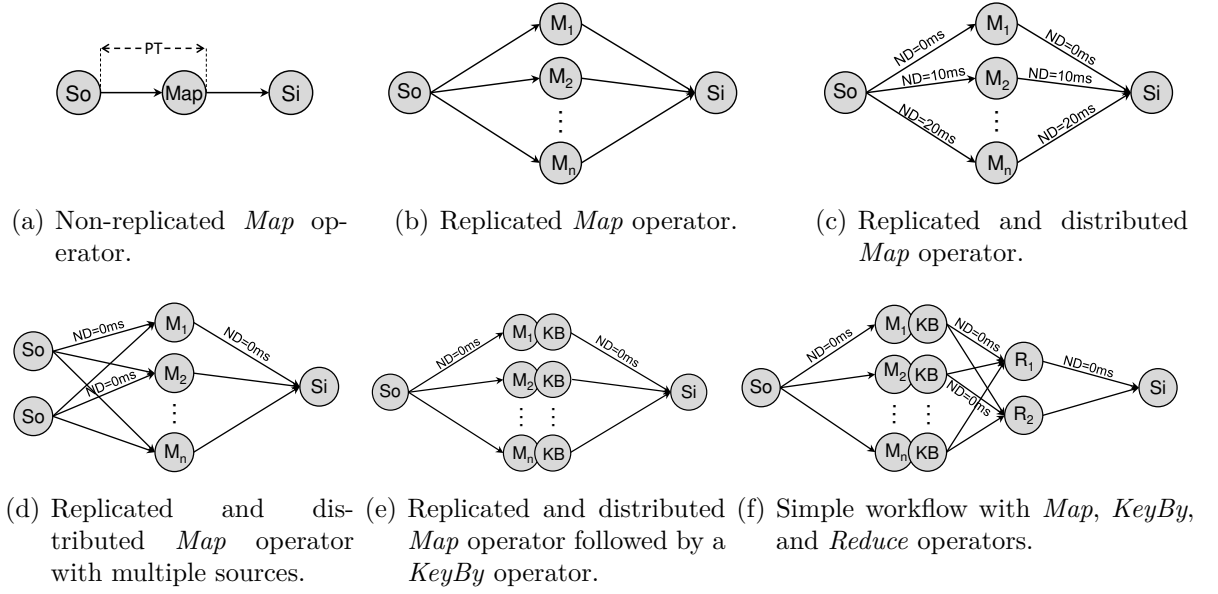 PT
So
Map
Si
(a) Non-replicated Map op-
erator.
So
M1
M2
Mn
Si
(b) Replicated Map operator.
So
ND=0ms
ND=10ms
ND=20ms
M1
M2
Mn
ND=0ms
ND=10ms
ND=20ms
Si
(c) Replicated and distributed
Map operator.
So
So
ND=0ms
ND=0ms
M1
M2
Mn
ND=0ms
Si
(d) Replicated and dis-
tributed Map operator
with multiple sources.
So
ND=0ms
M1 KB
M2 KB
Mn KB
ND=0ms
Si
(e) Replicated and distributed
Map operator followed by a
KeyBy operator.
So
ND=0ms
M1 KB
M2 KB
Mn KB
ND=0ms
ND=0ms
R1
R2
ND=0ms
Si
(f) Simple workflow with Map, KeyBy,
and Reduce operators.